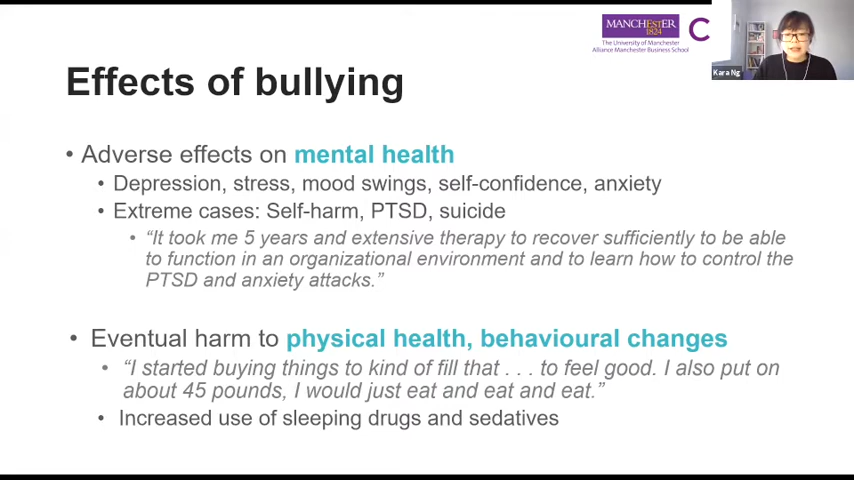 MANCHESTER
1824
The University of Manchester
Alliance Manchester Business School
C
Kara Ng
Effects of bullying
• Adverse effects on mental health
• Depression, stress, mood swings, self-confidence, anxiety
• Extreme cases: Self-harm, PTSD, suicide
• “It took me 5 years and extensive therapy to recover sufficiently to be able
to function in an organizational environment and to learn how to control the
PTSD and anxiety attacks.”
• Eventual harm to physical health, behavioural changes
• “I started buying things to kind of fill that . . . to feel good. I also put on
about 45 pounds, I would just eat and eat and eat.”
• Increased use of sleeping drugs and sedatives